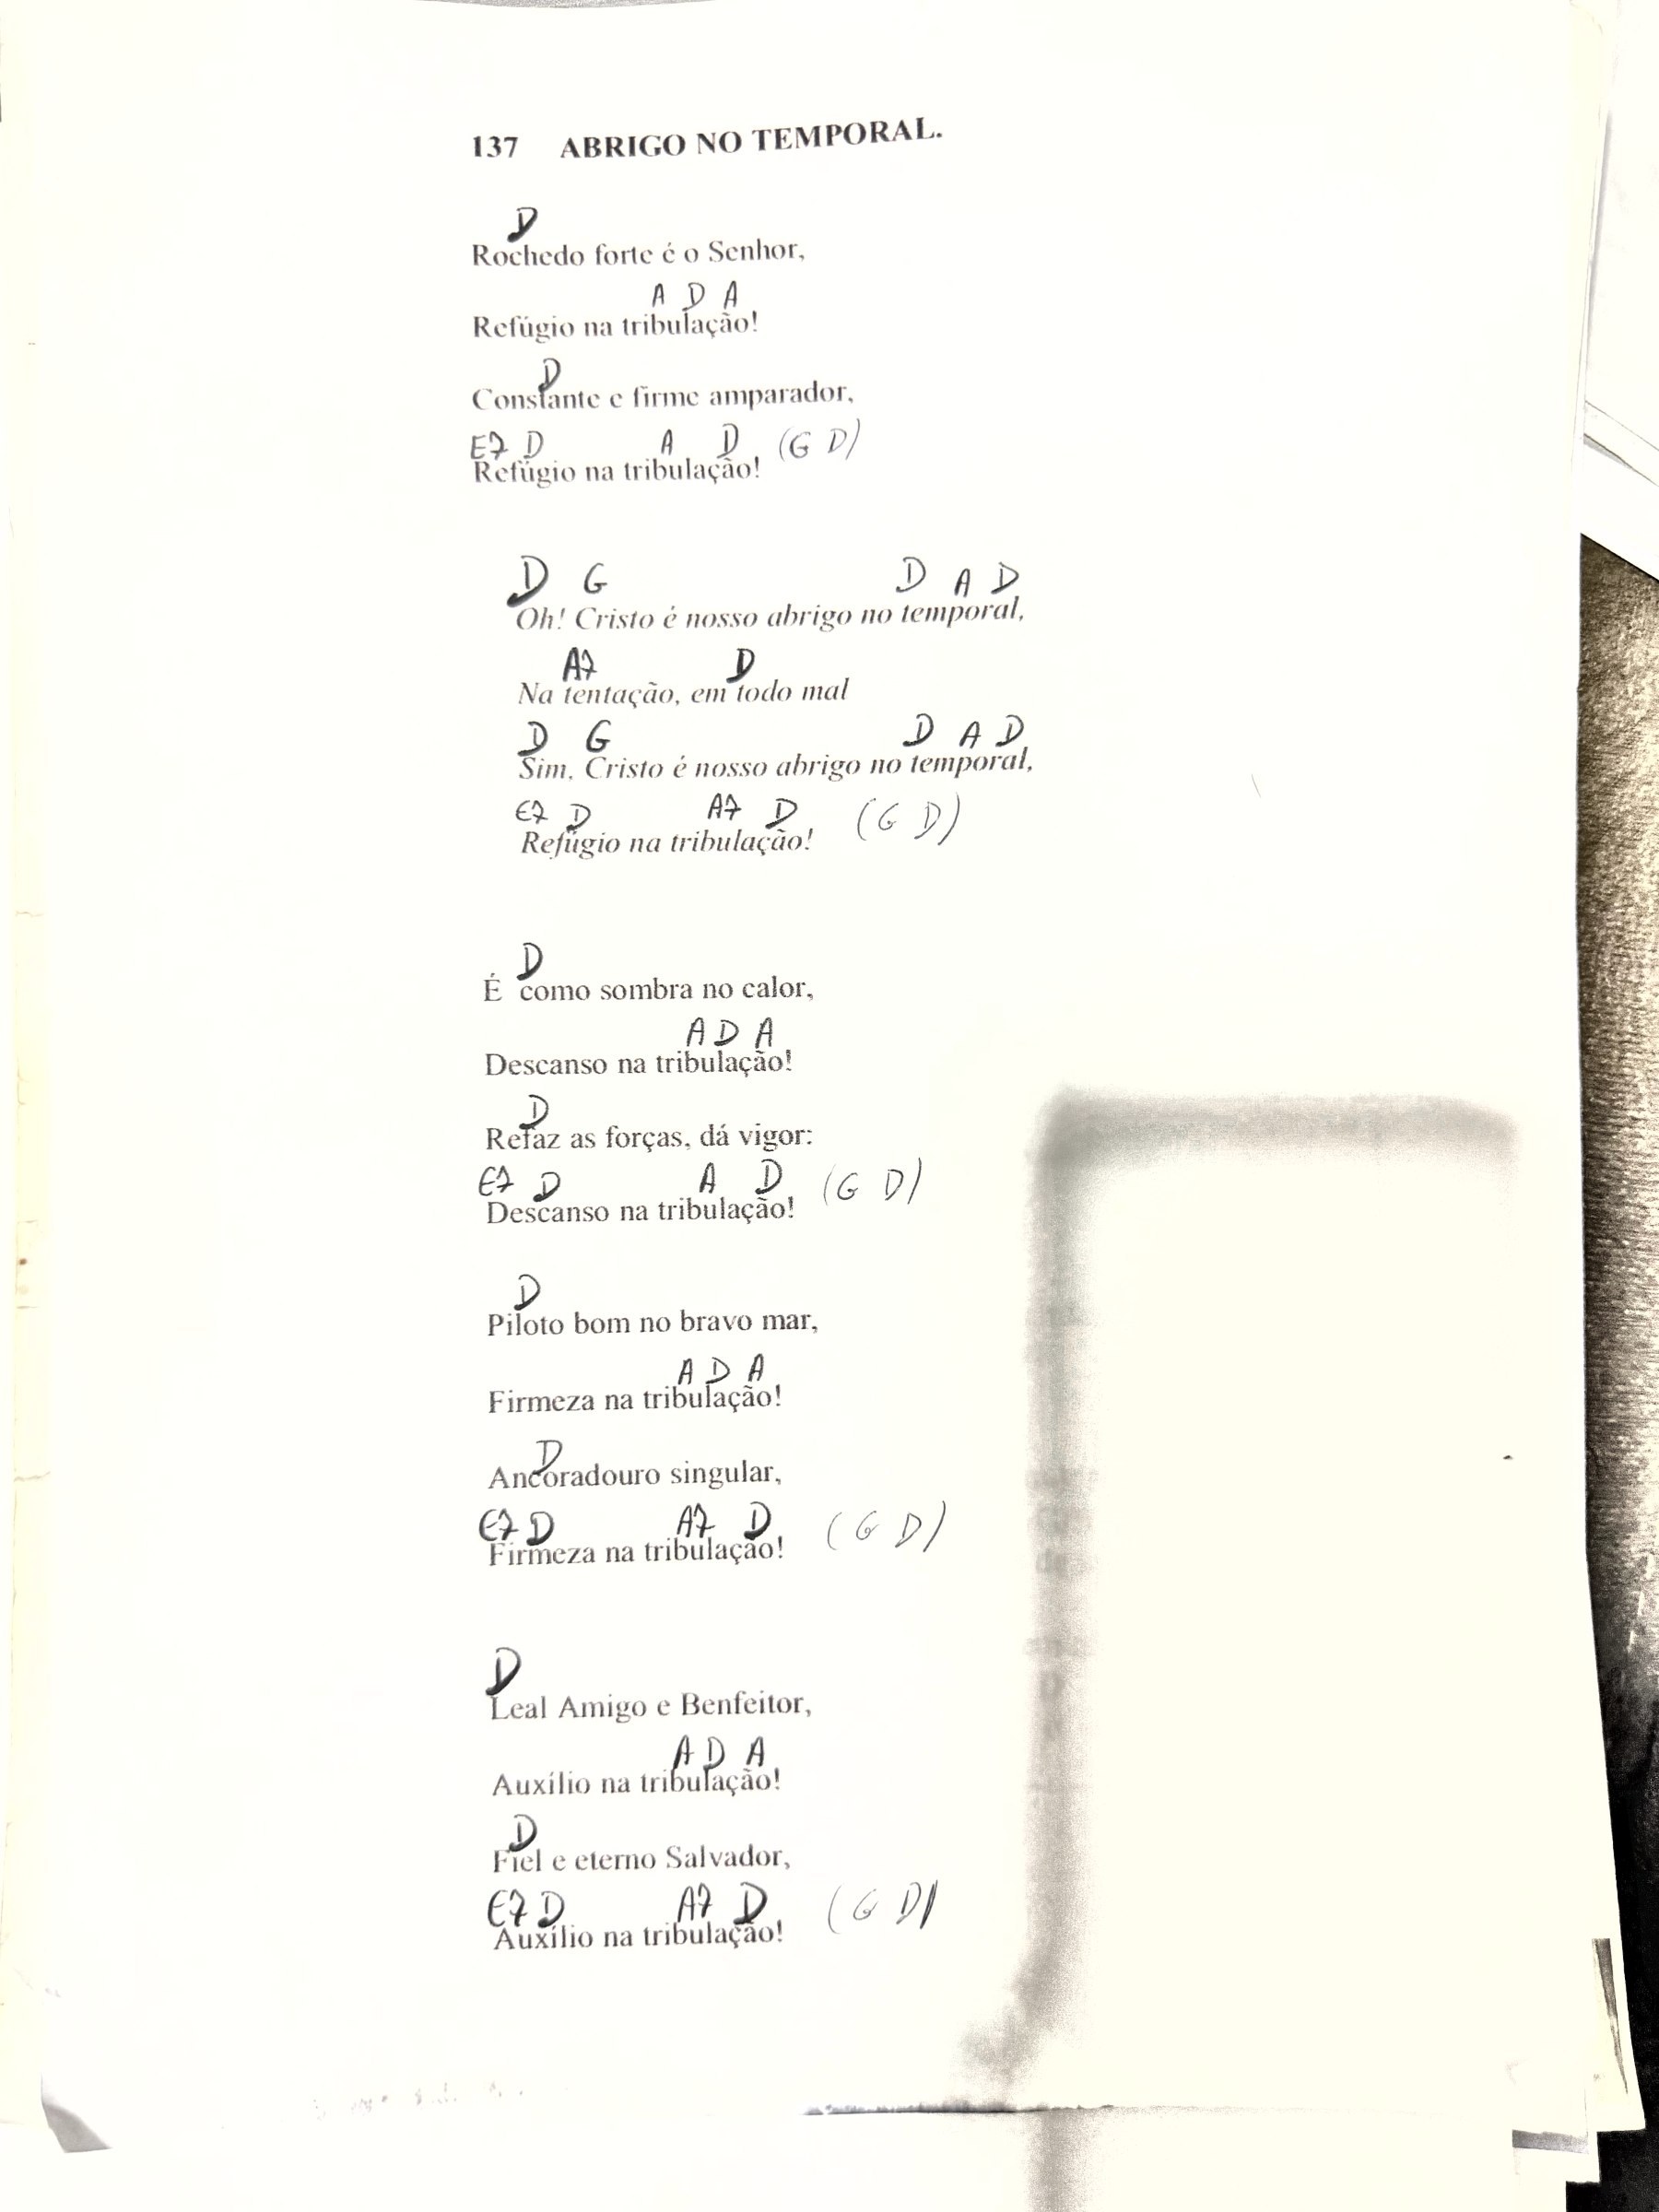 137 ABRIGO NO TEMPORAL.
D
Rochedo forte é o Senhor,
A D A
Refúgio na tribulação!
D
Constante e firme amparador,
E7 D A D (G D)
Refúgio na tribulação!
D G D A D
Oh! Cristo é nosso abrigo no temporal,
A7 D
Na tentação, em todo mal
D G D A D
Sim, Cristo é nosso abrigo no temporal,
E7 D A7 D (G D)
Refúgio na tribulação!
D
É como sombra no calor,
A D A
Descanso na tribulação!
D
Refaz as forças, dá vigor:
E7 D A D (G D)
Descanso na tribulação!
D
Piloto bom no bravo mar,
A D A
Firmeza na tribulação!
D
Ancoradouro singular,
E7 D A7 D (G D)
Firmeza na tribulação!
D
Leal Amigo e Benfeitor,
A D A
Auxílio na tribulação!
D
Fiel e eterno Salvador,
E7 D A7 D (G D)
Auxílio na tribulação!